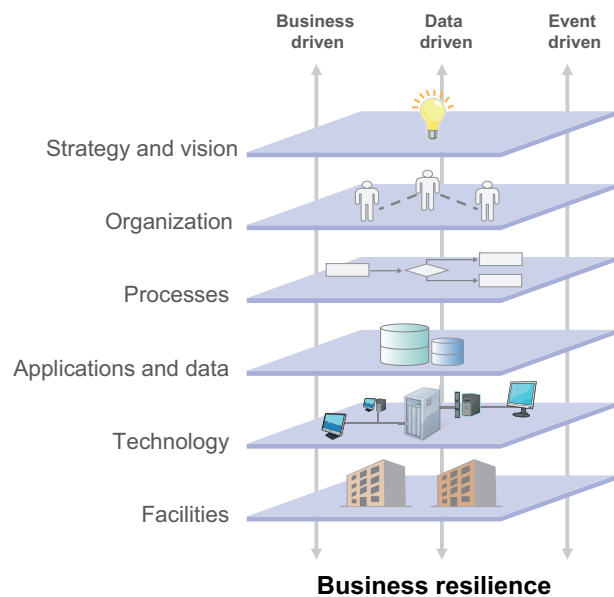 Business
driven
Data
driven
Event
driven
Strategy and vision
Organization
Processes
Applications and data
Technology
Facilities
Business resilience